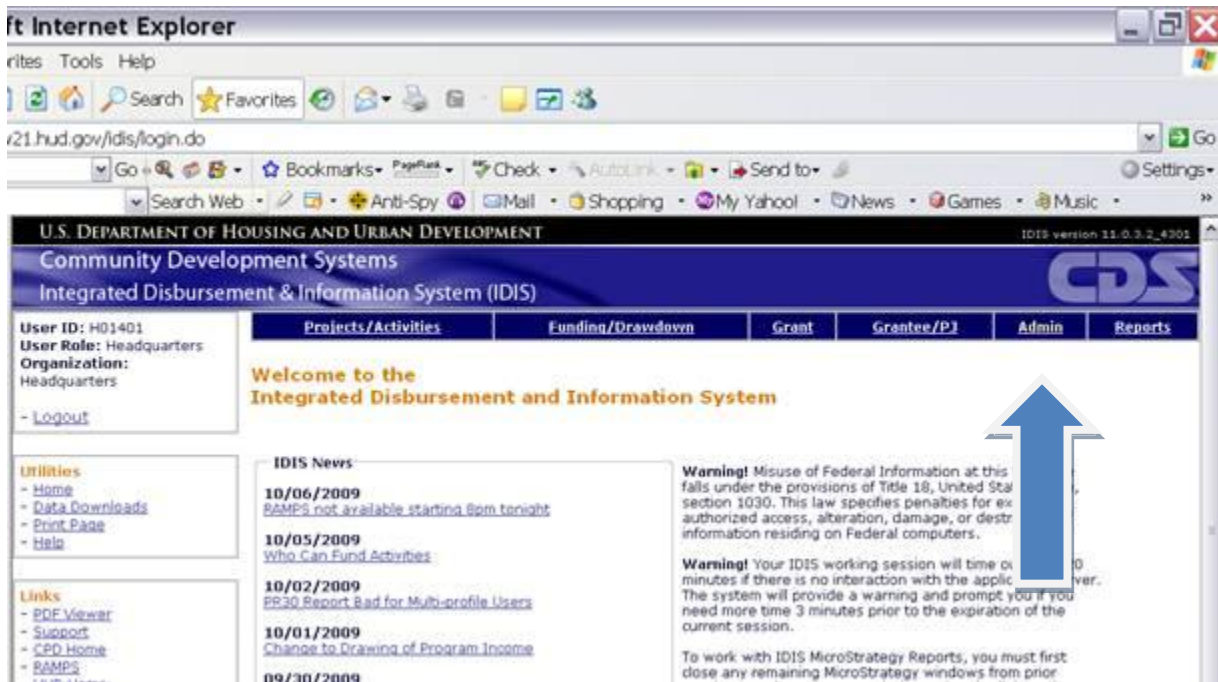 ft Internet Explorer
rites Tools Help
Search Favorites
v21.hud.gov/idis/login.do Go
Go Bookmarks PageRank Check AutoLink Send to Settings
Search Web Anti-Spy Mail Shopping My Yahoo! News Games Music »
U.S. DEPARTMENT OF HOUSING AND URBAN DEVELOPMENT IDIS version 11.0.3.2_4301
Community Development Systems
Integrated Disbursement & Information System (IDIS)
CDS
User ID: H01401
User Role: Headquarters
Organization:
Headquarters
- Logout
Projects/Activities Funding/Drawdown Grant Grantee/PJ Admin Reports
Welcome to the
Integrated Disbursement and Information System
Utilities
- Home
- Data Downloads
- Print Page
- Help
Links
- PDF Viewer
- Support
- CPD Home
- RAMPS
IDIS News
10/06/2009
RAMPS not available starting 8pm tonight
10/05/2009
Who Can Fund Activities
10/02/2009
PR30 Report Bad for Multi-profile Users
10/01/2009
Change to Drawing of Program Income
09/30/2009
Warning! Misuse of Federal Information at this
falls under the provisions of Title 18, United Sta
section 1030. This law specifies penalties for ex
authorized access, alteration, damage, or destr
information residing on Federal computers.
Warning! Your IDIS working session will time ou 0
minutes if there is no interaction with the applic ver.
The system will provide a warning and prompt you if you
need more time 3 minutes prior to the expiration of the
current session.
To work with IDIS MicroStrategy Reports, you must first
close any remaining MicroStrategy windows from prior